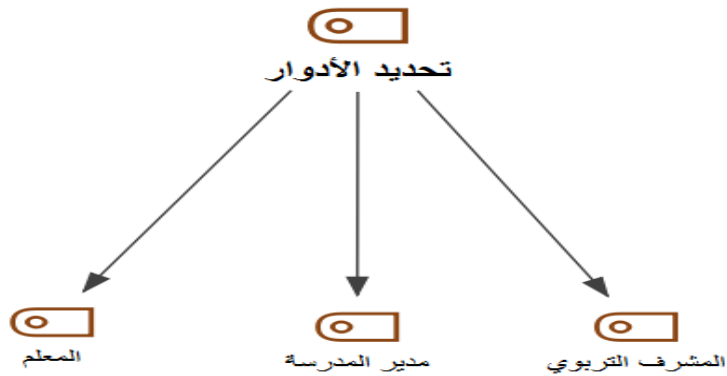 تحديد الأدوار
المشرف التربوي
مدير المدرسة
المعلم